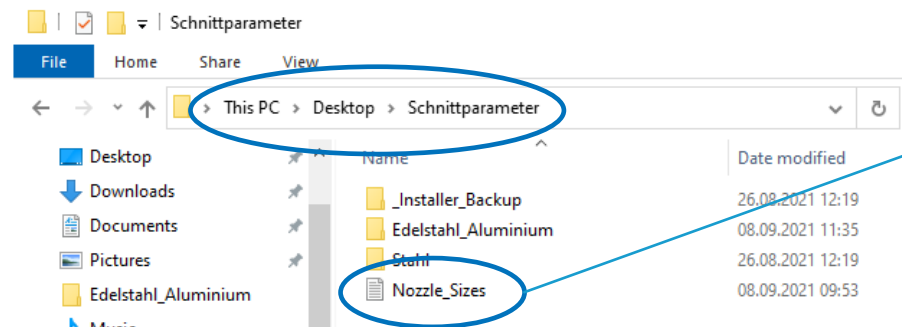 Schnittparameter
File Home Share View
This PC > Desktop > Schnittparameter
Name Date modified
Desktop
Downloads
Documents
Pictures
Edelstahl_Aluminium
Music
_Installer_Backup 26.08.2021 12:19
Edelstahl_Aluminium 08.09.2021 11:35
Stahl 26.08.2021 12:19
Nozzle_Sizes 08.09.2021 09:53